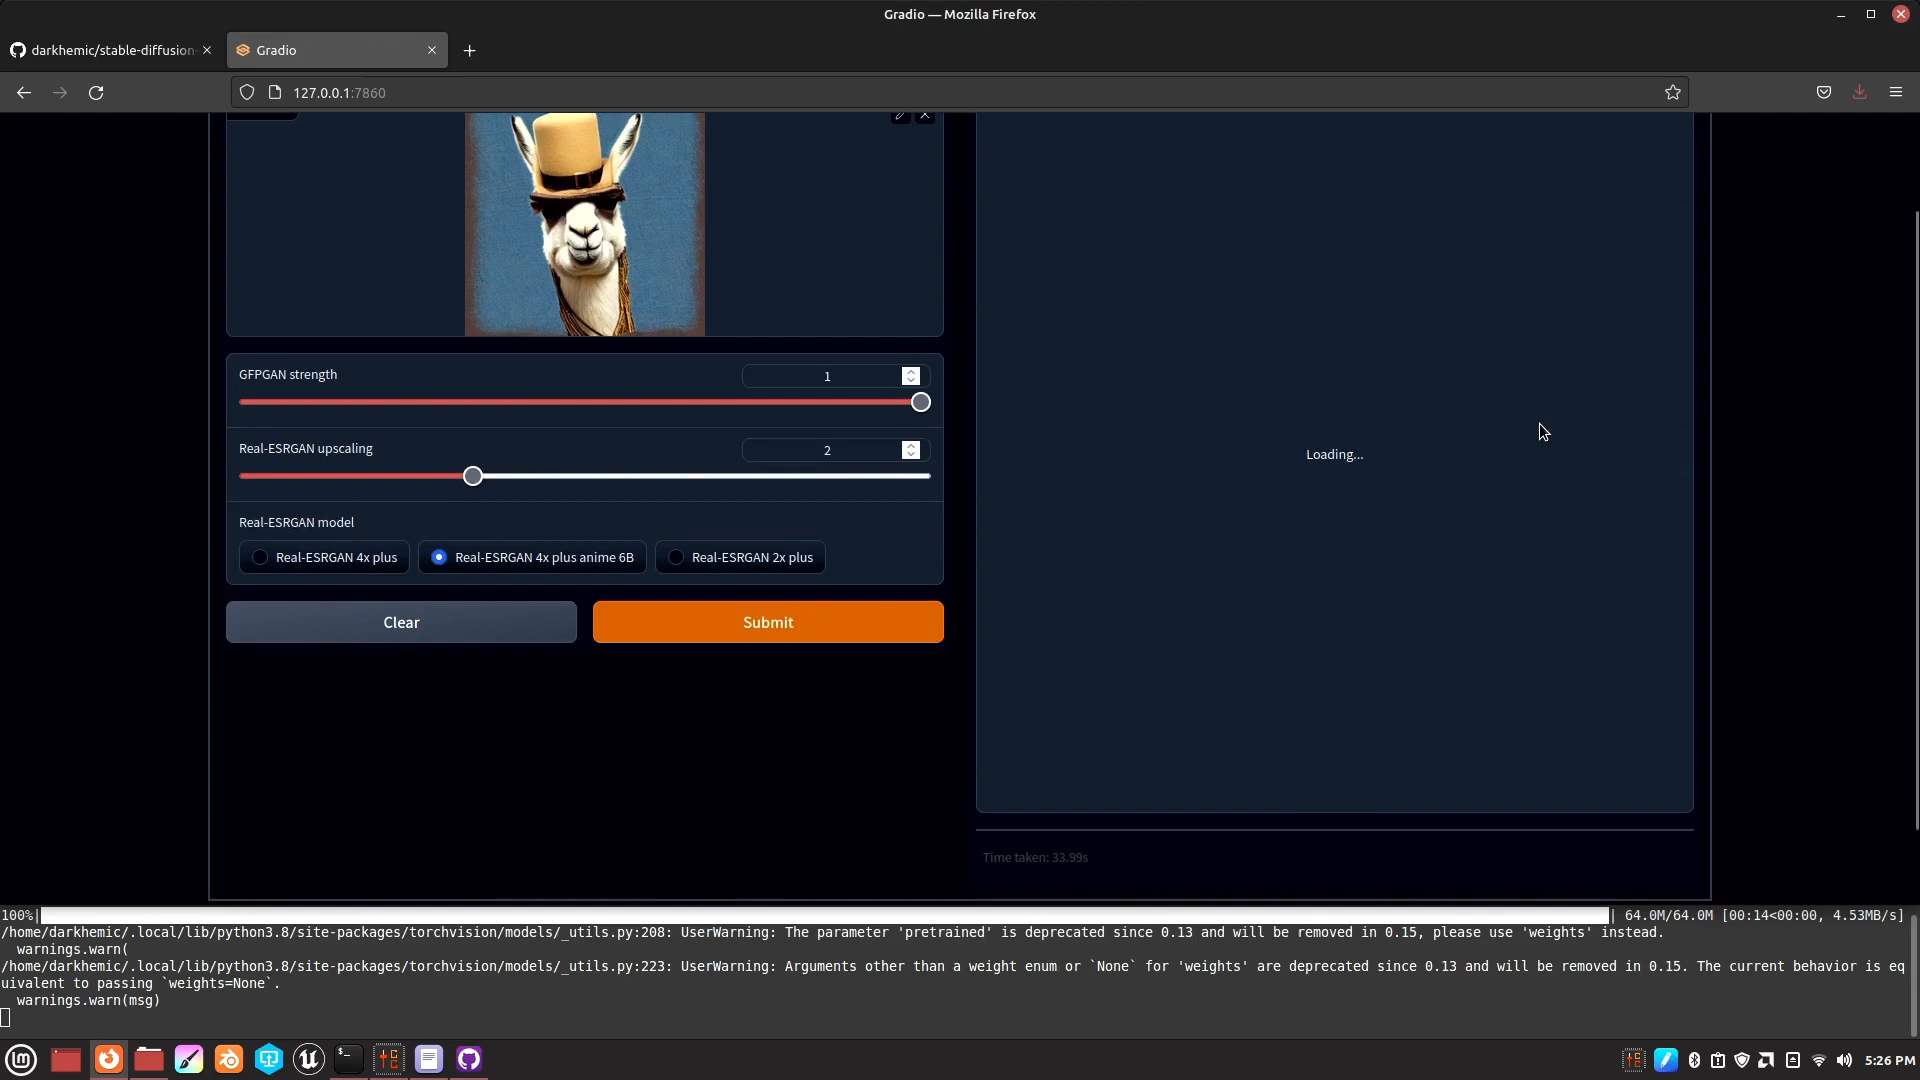 Gradio — Mozilla Firefox
darkhemic/stable-diffusion-
Gradio
127.0.0.1:7860
GFPGAN strength
1
Real-ESRGAN upscaling
2
Real-ESRGAN model
Real-ESRGAN 4x plus
Real-ESRGAN 4x plus anime 6B
Real-ESRGAN 2x plus
Clear
Submit
Loading...
Time taken: 33.99s
100%| | 64.0M/64.0M [00:14<00:00, 4.53MB/s]
/home/darkhemic/.local/lib/python3.8/site-packages/torchvision/models/_utils.py:208: UserWarning: The parameter 'pretrained' is deprecated since 0.13 and will be removed in 0.15, please use 'weights' instead.
warnings.warn(
/home/darkhemic/.local/lib/python3.8/site-packages/torchvision/models/_utils.py:223: UserWarning: Arguments other than a weight enum or `None` for 'weights' are deprecated since 0.13 and will be removed in 0.15. The current behavior is eq
uivalent to passing `weights=None`.
warnings.warn(msg)
5:26 PM